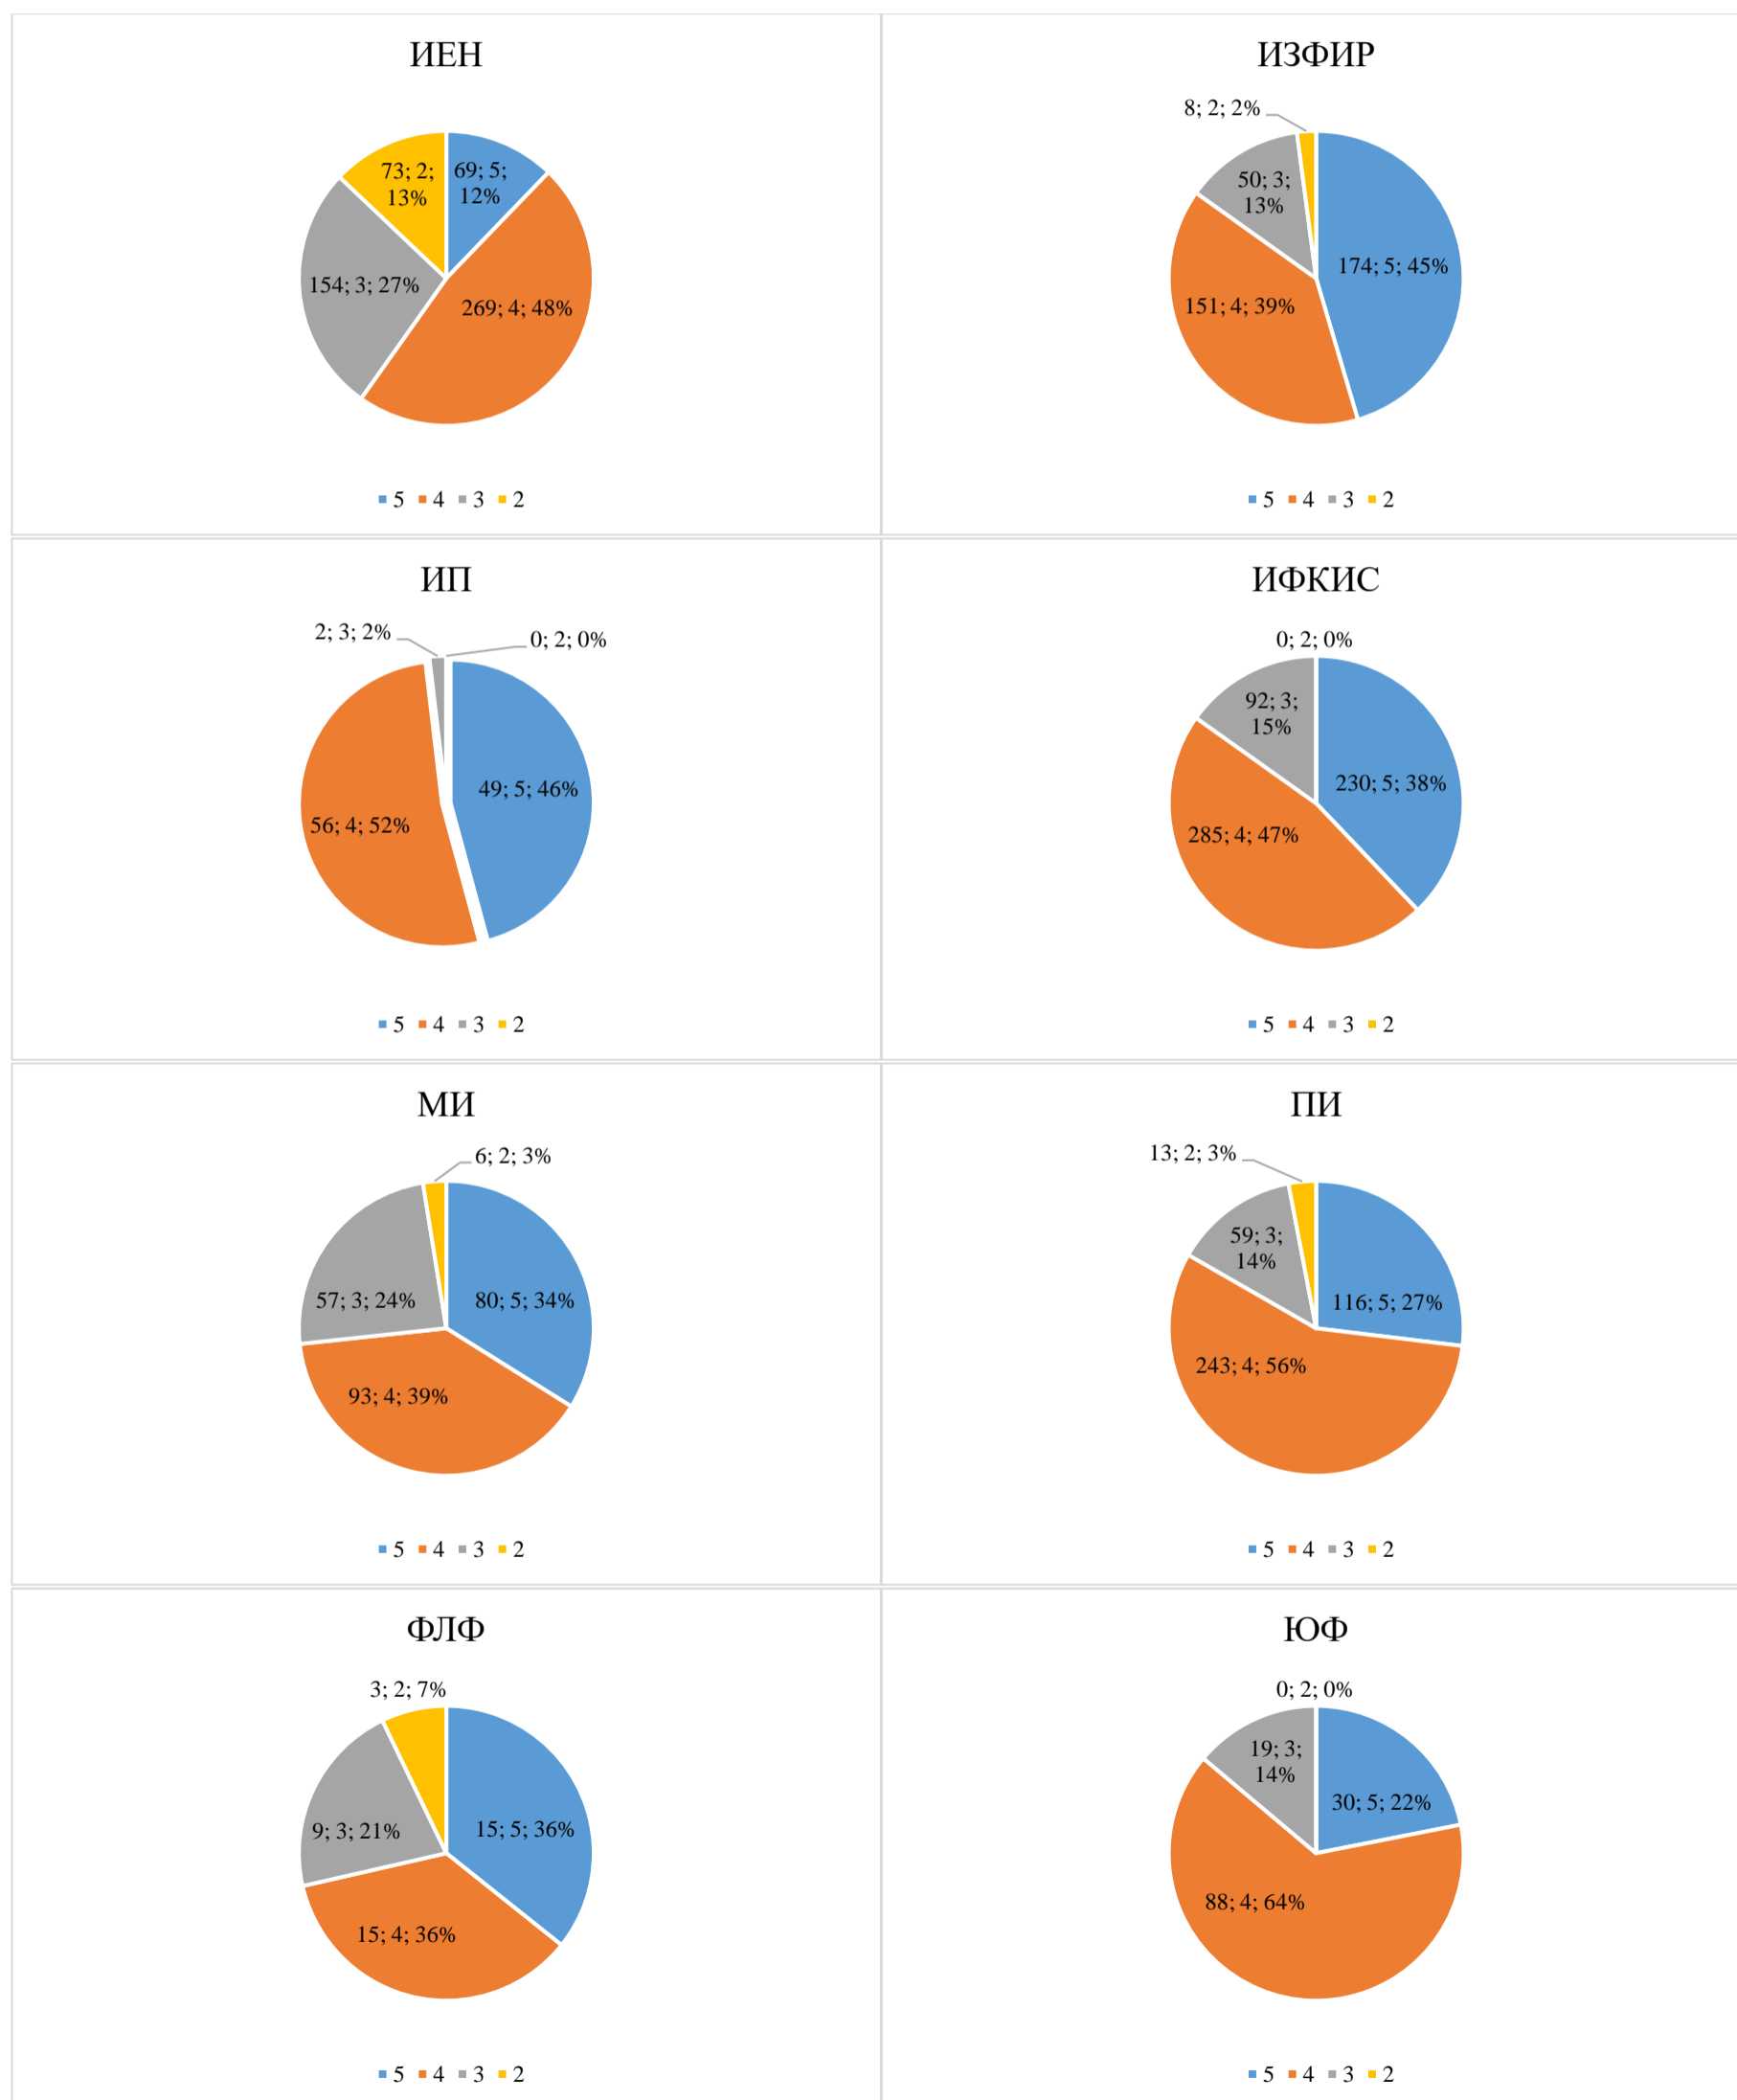 ИЕН
73; 2;
13%
69; 5;
12%
154; 3; 27%
269; 4; 48%
5 4 3 2
ИЗФИР
8; 2; 2%
50; 3;
13%
174; 5; 45%
151; 4; 39%
5 4 3 2
ИП
2; 3; 2%
0; 2; 0%
49; 5; 46%
56; 4; 52%
5 4 3 2
ИФКИС
0; 2; 0%
92; 3;
15%
230; 5; 38%
285; 4; 47%
5 4 3 2
МИ
6; 2; 3%
57; 3; 24%
80; 5; 34%
93; 4; 39%
5 4 3 2
ПИ
13; 2; 3%
59; 3;
14%
116; 5; 27%
243; 4; 56%
5 4 3 2
ФЛФ
3; 2; 7%
9; 3; 21%
15; 5; 36%
15; 4; 36%
5 4 3 2
ЮФ
0; 2; 0%
19; 3;
14%
30; 5; 22%
88; 4; 64%
5 4 3 2